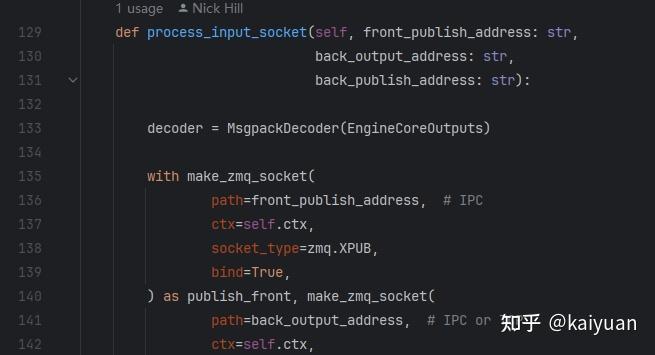 1 usage Nick Hill
129 def process_input_socket(self, front_publish_address: str,
130 back_output_address: str,
131 back_publish_address: str):
132
133 decoder = MsgpackDecoder(EngineCoreOutputs)
134
135 with make_zmq_socket(
136 path=front_publish_address, # IPC
137 ctx=self.ctx,
138 socket_type=zmq.XPUB,
139 bind=True,
140 ) as publish_front, make_zmq_socket(
141 path=back_output_address, # IPC or
142 ctx=self.ctx,
知乎 @kaiyuan